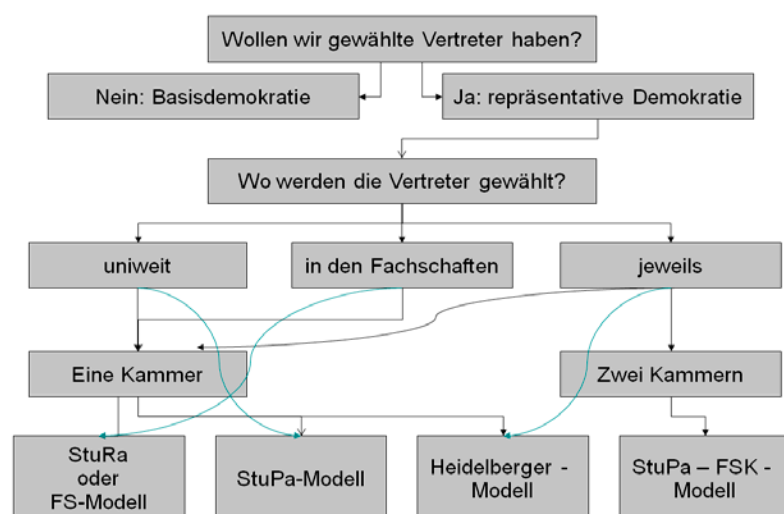 Wollen wir gewählte Vertreter haben?
Nein: Basisdemokratie
Ja: repräsentative Demokratie
Wo werden die Vertreter gewählt?
uniweit
in den Fachschaften
jeweils
Eine Kammer
Zwei Kammern
StuRa
oder
FS-Modell
StuPa-Modell
Heidelberger -
Modell
StuPa – FSK -
Modell